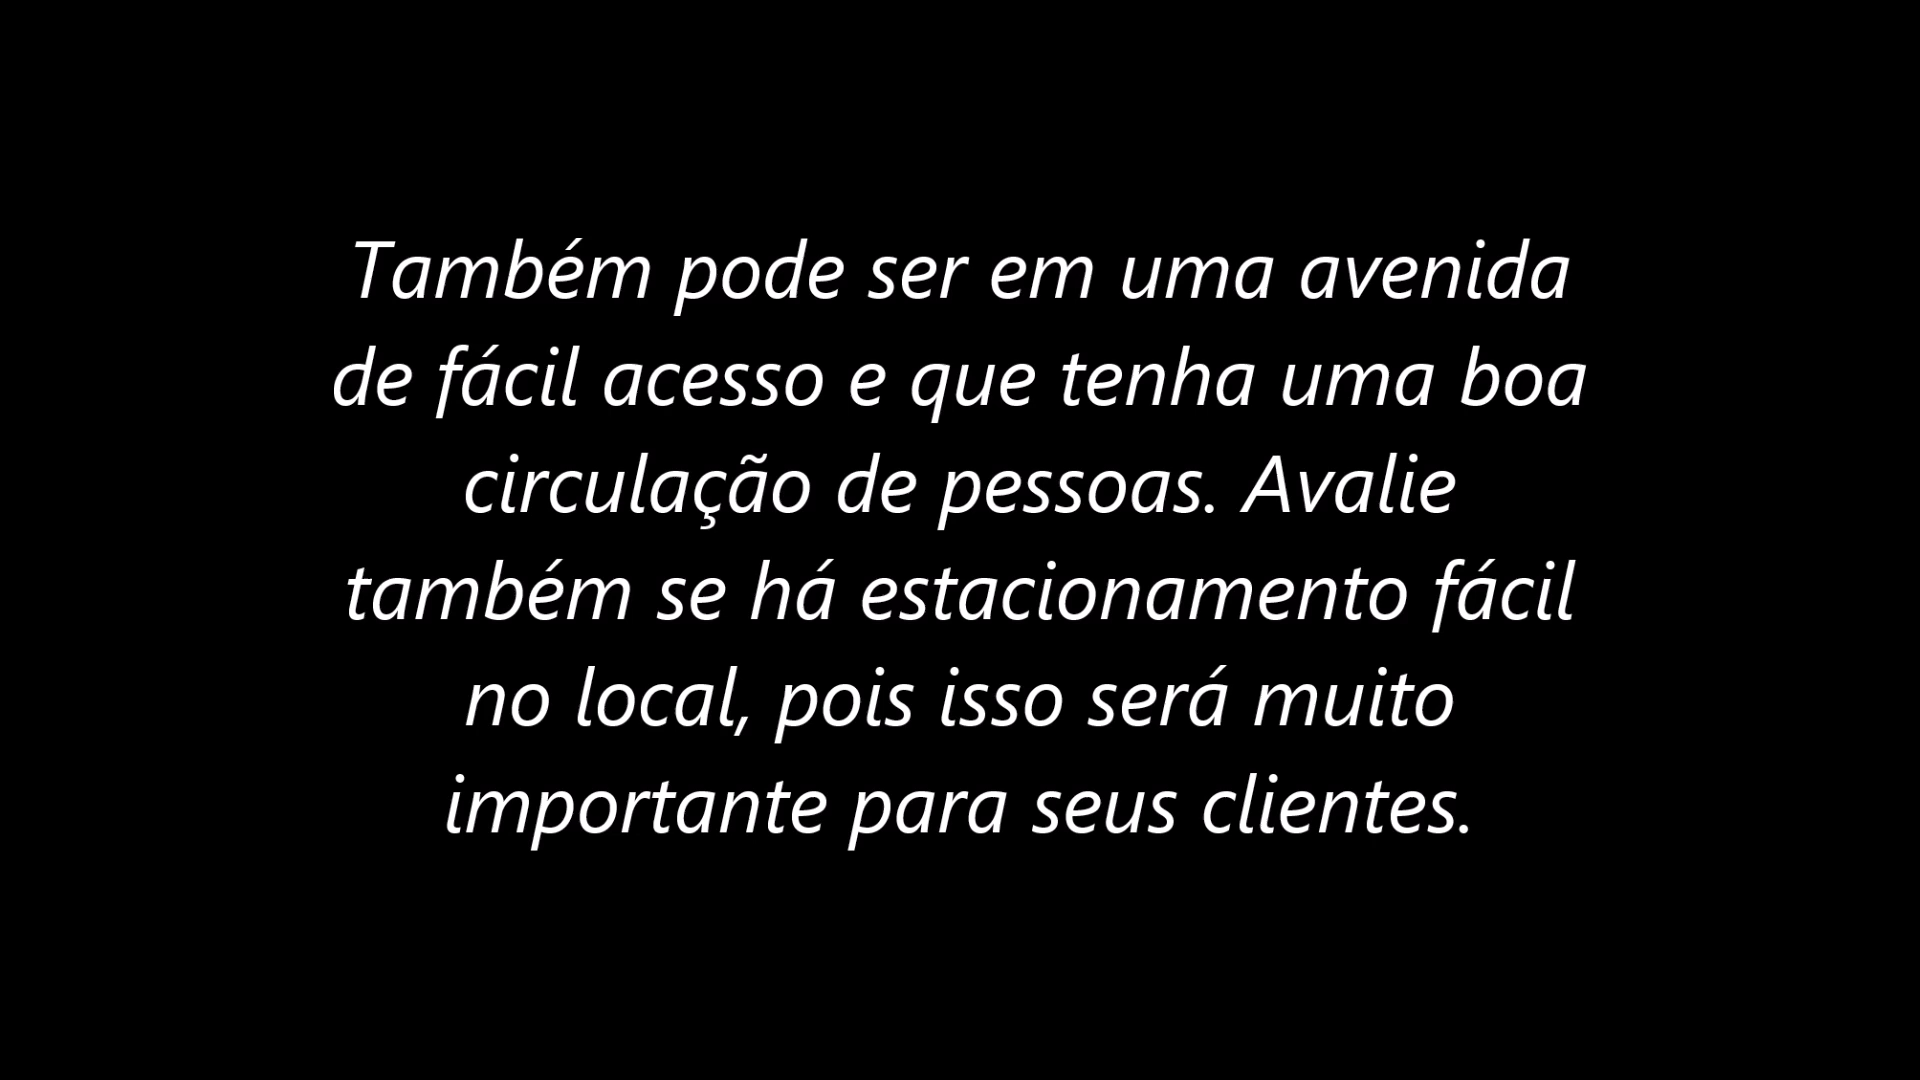 Também pode ser em uma avenida
de fácil acesso e que tenha uma boa
circulação de pessoas. Avalie
também se há estacionamento fácil
no local, pois isso será muito
importante para seus clientes.